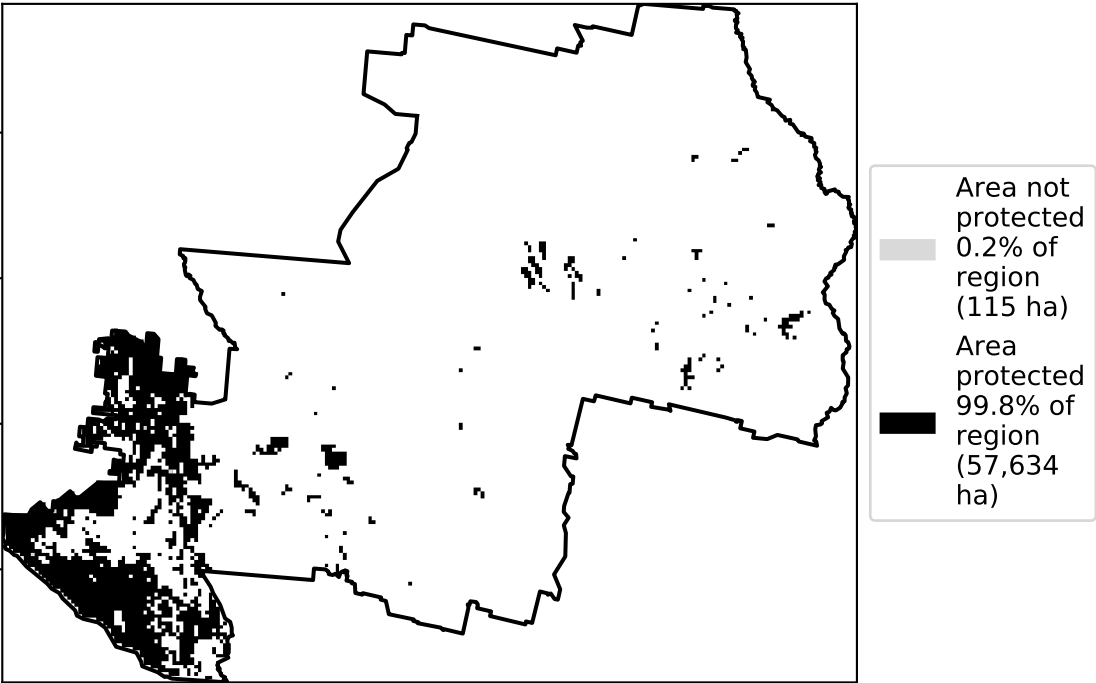 Area not
protected
0.2% of
region
(115 ha)
Area
protected
99.8% of
region
(57,634
ha)